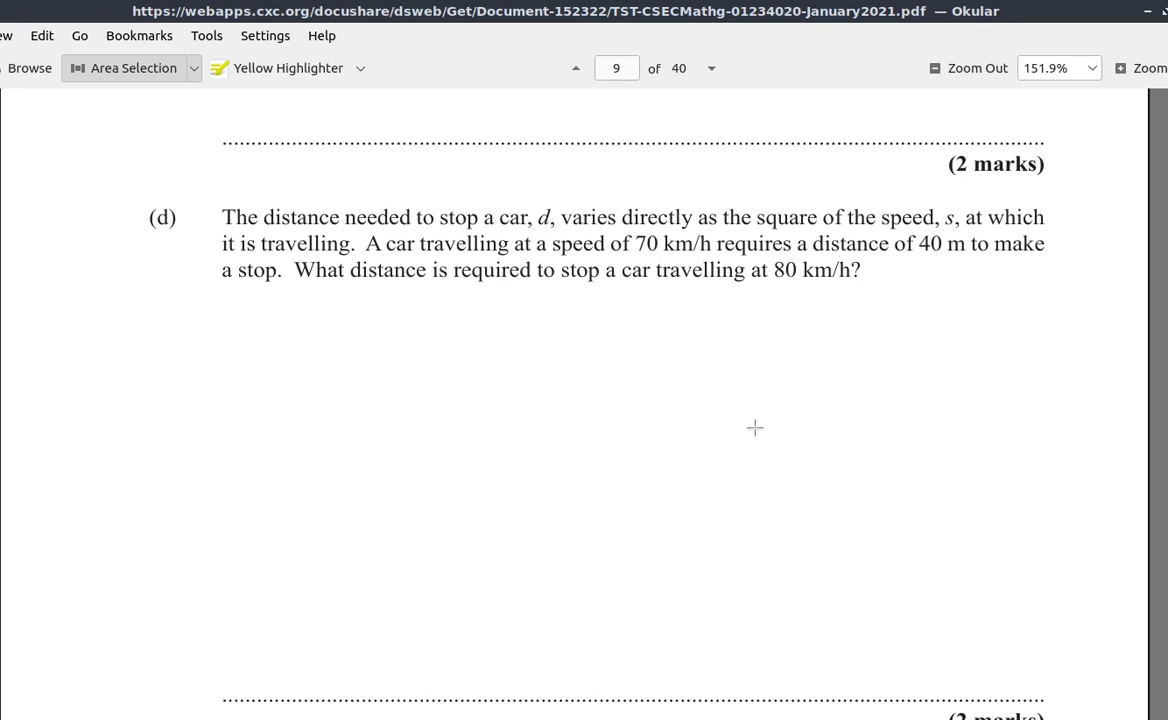 https://webapps.cxc.org/docushare/dsweb/Get/Document-152322/TST-CSECMathg-01234020-January2021.pdf — Okular
ew Edit Go Bookmarks Tools Settings Help
Browse Area Selection Yellow Highlighter 9 of 40 Zoom Out 151.9% Zoom
(2 marks)
(d) The distance needed to stop a car, d, varies directly as the square of the speed, s, at which
it is travelling. A car travelling at a speed of 70 km/h requires a distance of 40 m to make
a stop. What distance is required to stop a car travelling at 80 km/h?
(2 marks)